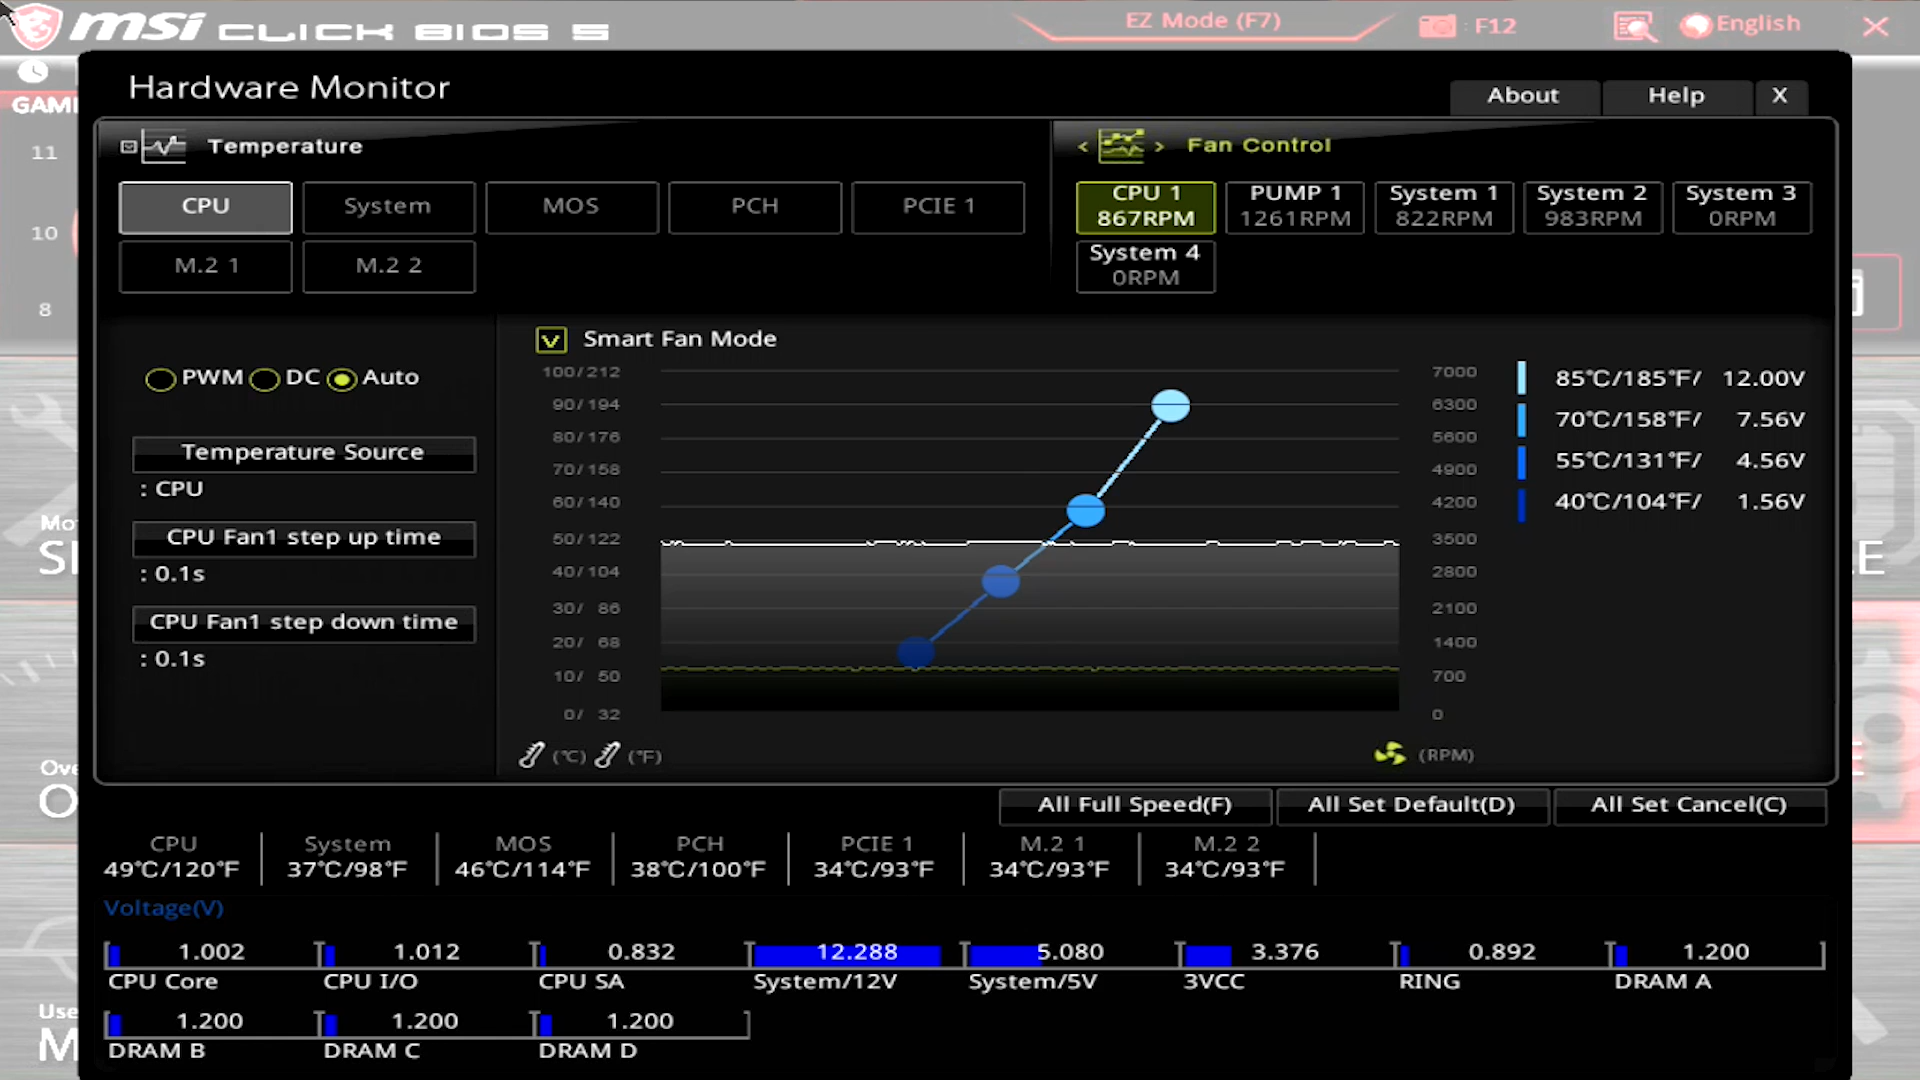 msi CLICK BIOS 5
EZ Mode (F7)
: F12
English
X
Hardware Monitor
About
Help
X
GAMI
11
10
8
Temperature
Fan Control
CPU
System
MOS
PCH
PCIE 1
M.2 1
M.2 2
CPU 1
867RPM
PUMP 1
1261RPM
System 1
822RPM
System 2
983RPM
System 3
0RPM
System 4
0RPM
PWM
DC
Auto
Temperature Source
: CPU
CPU Fan1 step up time
: 0.1s
CPU Fan1 step down time
: 0.1s
Smart Fan Mode
100/212
90/194
80/176
70/158
60/140
50/122
40/104
30/ 86
20/ 68
10/ 50
0/ 32
7000
6300
5600
4900
4200
3500
2800
2100
1400
700
0
(℃)
(℉)
(RPM)
85℃/185℉/ 12.00V
70℃/158℉/ 7.56V
55℃/131℉/ 4.56V
40℃/104℉/ 1.56V
All Full Speed(F)
All Set Default(D)
All Set Cancel(C)
CPU
49℃/120℉
System
37℃/98℉
MOS
46℃/114℉
PCH
38℃/100℉
PCIE 1
34℃/93℉
M.2 1
34℃/93℉
M.2 2
34℃/93℉
Voltage(V)
1.002
CPU Core
1.012
CPU I/O
0.832
CPU SA
12.288
System/12V
5.080
System/5V
3.376
3VCC
0.892
RING
1.200
DRAM A
1.200
DRAM B
1.200
DRAM C
1.200
DRAM D
Mo
Ove
O
Use
M
E